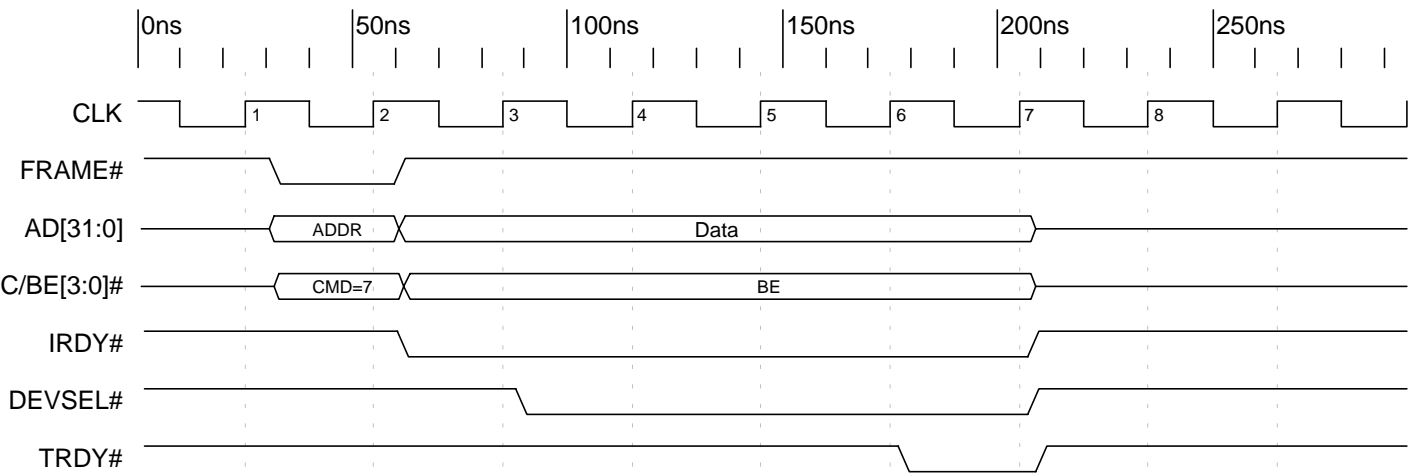 0ns 50ns 100ns 150ns 200ns 250ns
CLK 1 2 3 4 5 6 7 8
FRAME#
AD[31:0] ADDR Data
C/BE[3:0]# CMD=7 BE
IRDY#
DEVSEL#
TRDY#